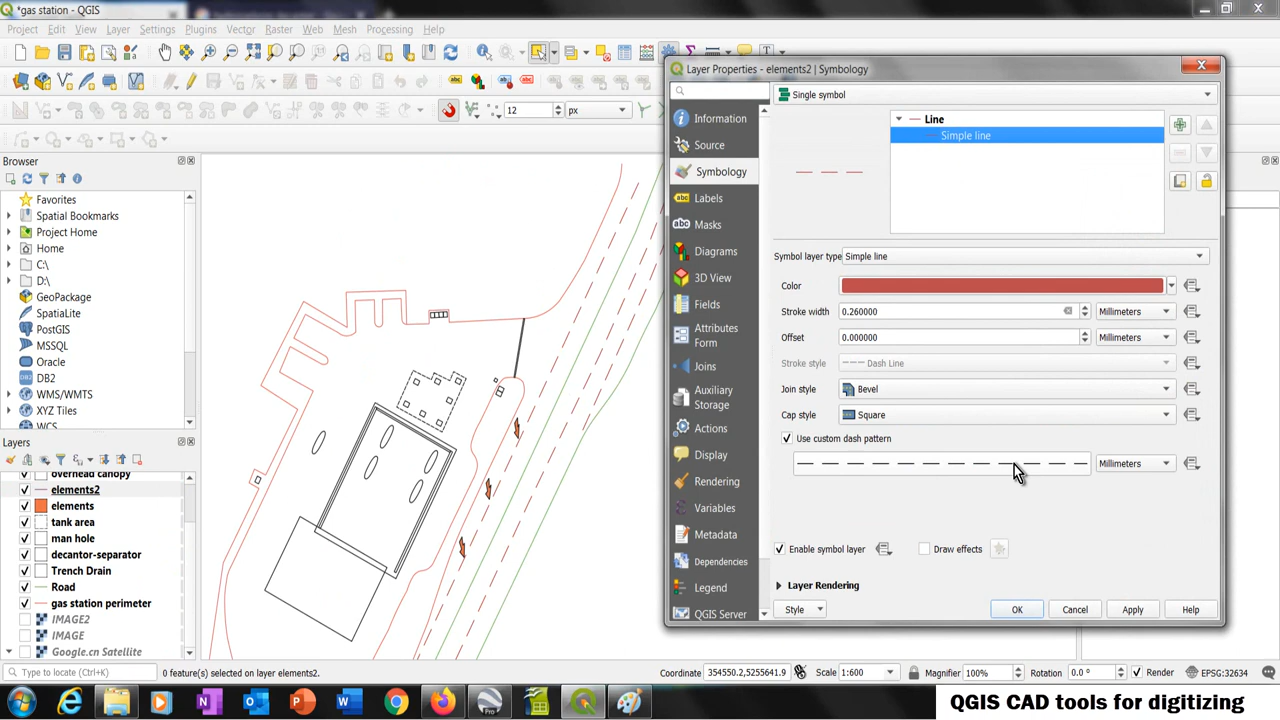 *gas station - QGIS
Project Edit View Layer Settings Plugins Vector Raster Web Mesh Processing Help
12 px
Browser
Favorites
Spatial Bookmarks
Project Home
Home
C:\
D:\
GeoPackage
SpatiaLite
PostGIS
MSSQL
Oracle
DB2
WMS/WMTS
XYZ Tiles
WCS
Layers
overhead canopy
elements2
elements
tank area
man hole
decantor-separator
Trench Drain
Road
gas station perimeter
IMAGE2
IMAGE
Google.cn Satellite
Layer Properties - elements2 | Symbology
Information
Source
Symbology
Labels
Masks
Diagrams
3D View
Fields
Attributes Form
Joins
Auxiliary Storage
Actions
Display
Rendering
Variables
Metadata
Dependencies
Legend
QGIS Server
Single symbol
Line
Simple line
Symbol layer type Simple line
Color
Stroke width 0.260000 Millimeters
Offset 0.000000 Millimeters
Stroke style Dash Line
Join style Bevel
Cap style Square
Use custom dash pattern
Millimeters
Enable symbol layer Draw effects
Layer Rendering
Style OK Cancel Apply Help
Type to locate (Ctrl+K) 0 feature(s) selected on layer elements2. Coordinate 354550.2,5255641.9 Scale 1:600 Magnifier 100% Rotation 0.0 ° Render EPSG:32634
QGIS CAD tools for digitizing